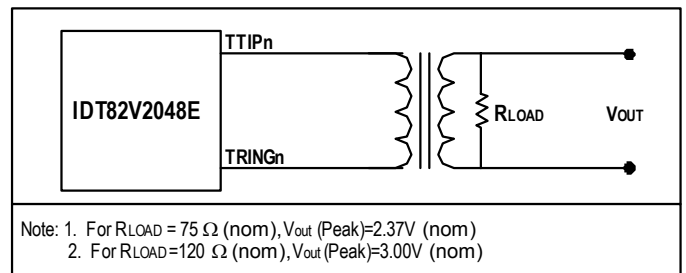 TTIPn
IDT82V2048E
RLOAD
VOUT
TRINGn
Note: 1. For RLOAD = 75 Ω (nom), Vout (Peak)=2.37V (nom)
2. For RLOAD=120 Ω (nom), Vout (Peak)=3.00V (nom)